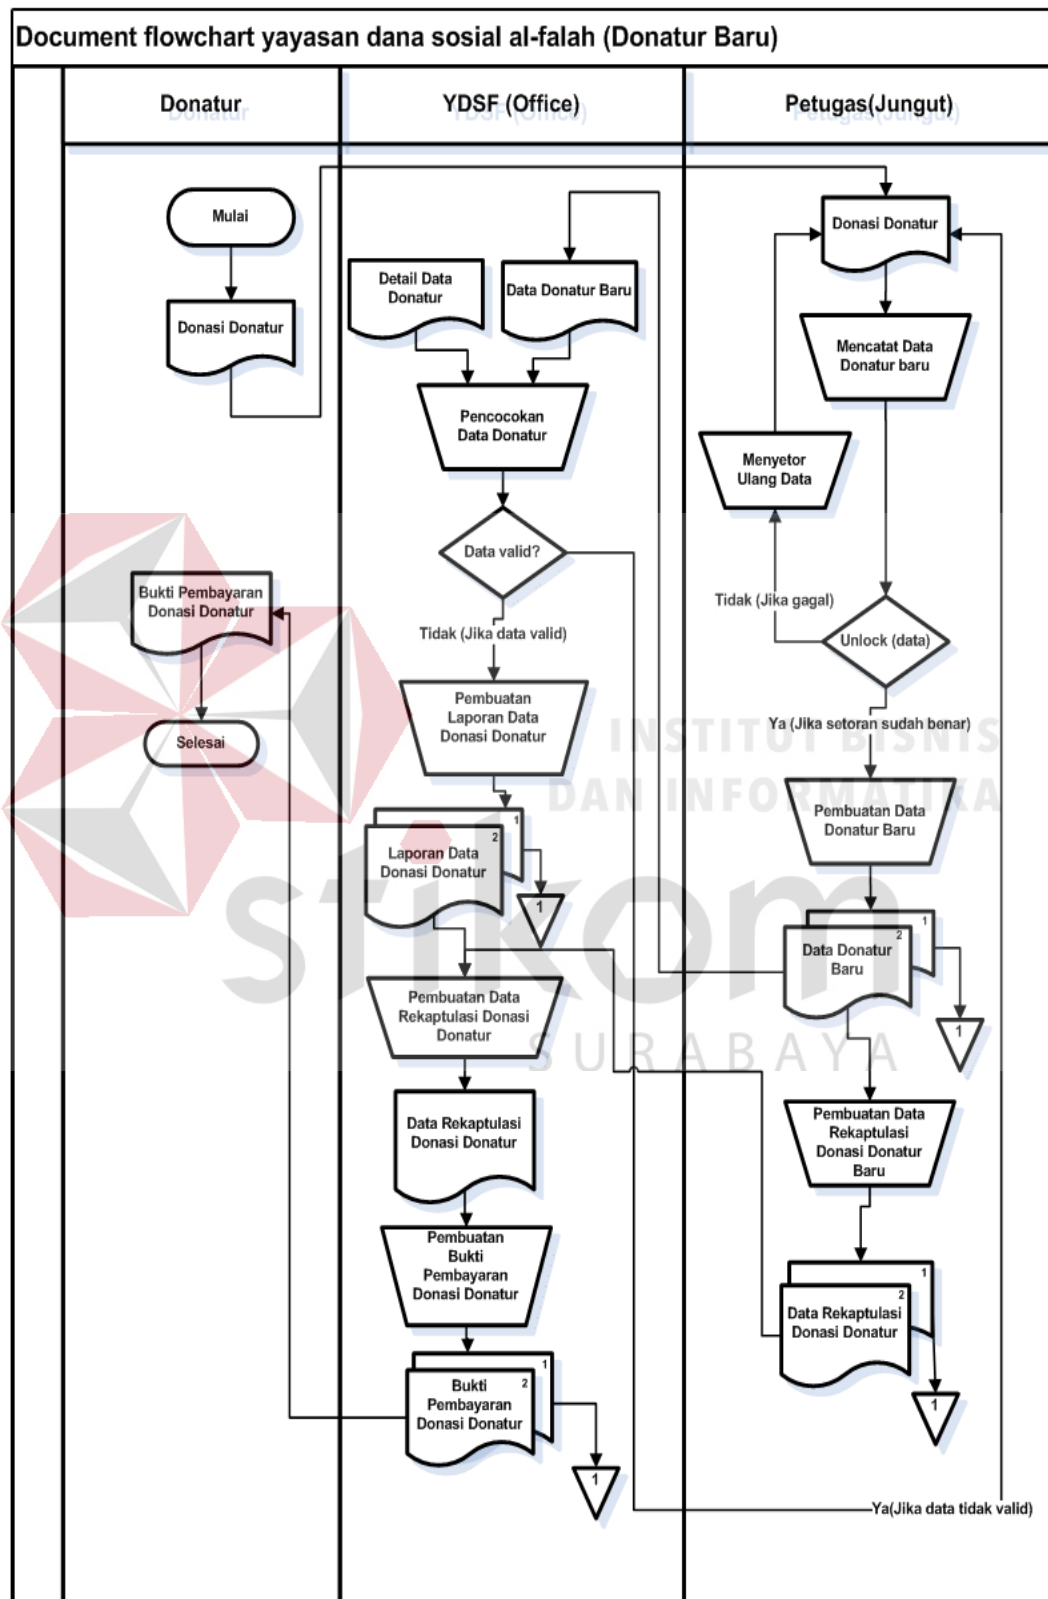 Document flowchart yayasan dana sosial al-falah (Donatur Baru)
Donatur
YDSF (Office)
Petugas(Jungut)
Mulai
Donasi Donatur
Bukti Pembayaran
Donasi Donatur
Selesai
Detail Data
Donatur
Data Donatur Baru
Pencocokan
Data Donatur
Data valid?
Tidak (Jika data valid)
Pembuatan
Laporan Data
Donasi Donatur
1
2
Laporan Data
Donasi Donatur
1
Pembuatan Data
Rekaptulasi Donasi
Donatur
Data Rekaptulasi
Donasi Donatur
Pembuatan
Bukti
Pembayaran
Donasi Donatur
1
2
Bukti
Pembayaran
Donasi Donatur
1
Donasi Donatur
Mencatat Data
Donatur baru
Menyetor
Ulang Data
Tidak (Jika gagal)
Unlock (data)
Ya (Jika setoran sudah benar)
Pembuatan Data
Donatur Baru
1
2
Data Donatur
Baru
1
Pembuatan Data
Rekaptulasi
Donasi Donatur
Baru
1
2
Data Rekaptulasi
Donasi Donatur
1
Ya(Jika data tidak valid)
INSTITUT BISNIS
DAN INFORMATIKA
stikom
SURABAYA